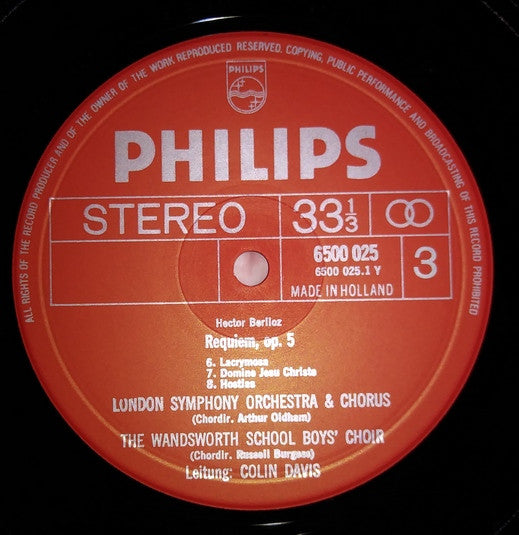 ALL RIGHTS OF THE RECORD PRODUCER AND OF THE OWNER OF THE WORK REPRODUCED RESERVED. COPYING, PUBLIC PERFORMANCE AND BROADCASTING OF THIS RECORD PROHIBITED
PHILIPS
PHILIPS
STEREO 33 1/3
6500 025 3
6500 025.1 Y
MADE IN HOLLAND
Hector Berlioz
Requiem, op. 5
6. Lacrymosa
7. Domine Jesu Christe
8. Hostias
LONDON SYMPHONY ORCHESTRA & CHORUS
(Chordir. Arthur Oldham)
THE WANDSWORTH SCHOOL BOYS' CHOIR
(Chordir. Russell Burgess)
Leitung: COLIN DAVIS